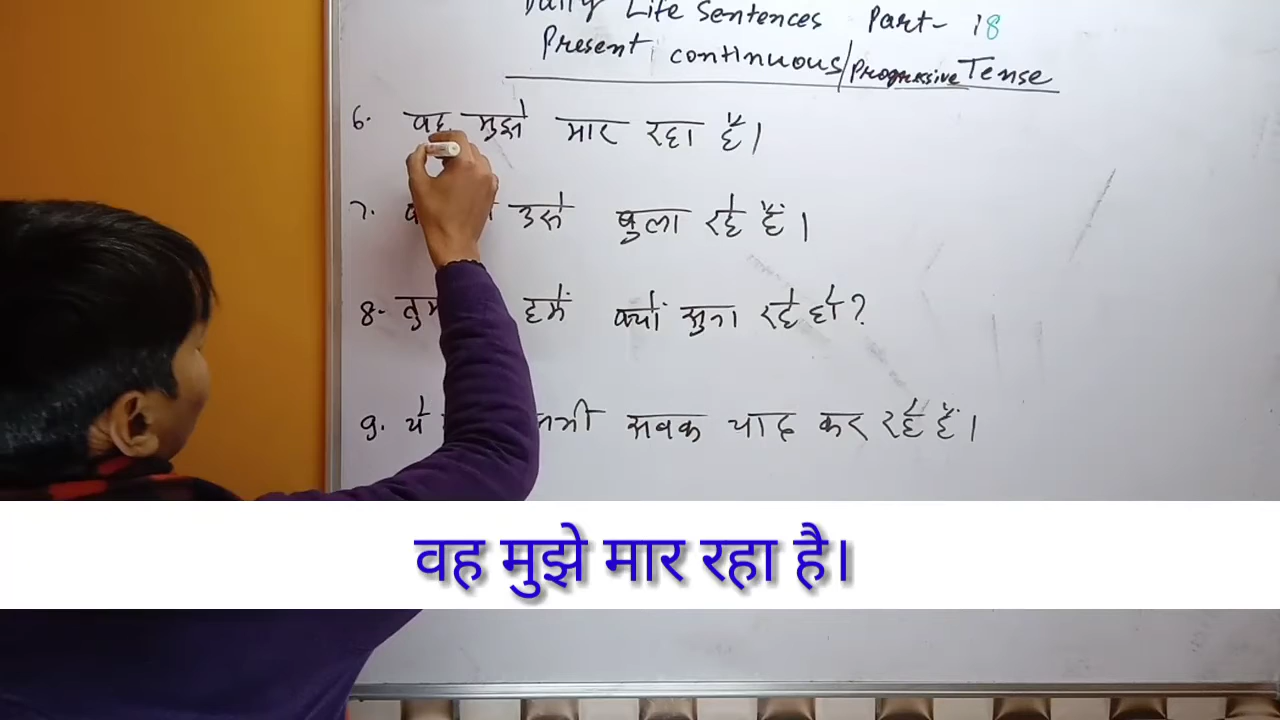 Daily Life Sentences Part- 18
Present continuous/Progressive Tense
6. वह मुझे मार रहा है।
7. उसे बुला रहे हैं।
8. तुम हमें क्यों सुना रहे हो?
9. ये सबक याद कर रहे हैं।
वह मुझे मार रहा है।